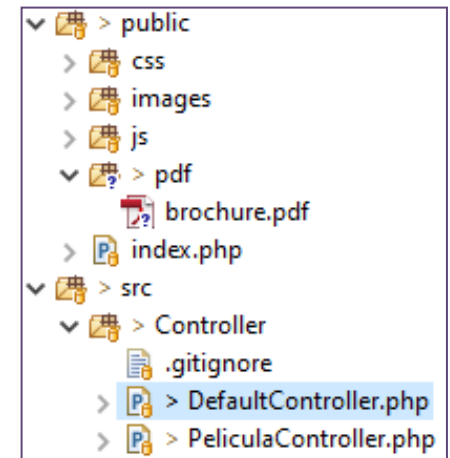 > public
css
images
js
> pdf
brochure.pdf
index.php
> src
> Controller
.gitignore
> DefaultController.php
> PeliculaController.php